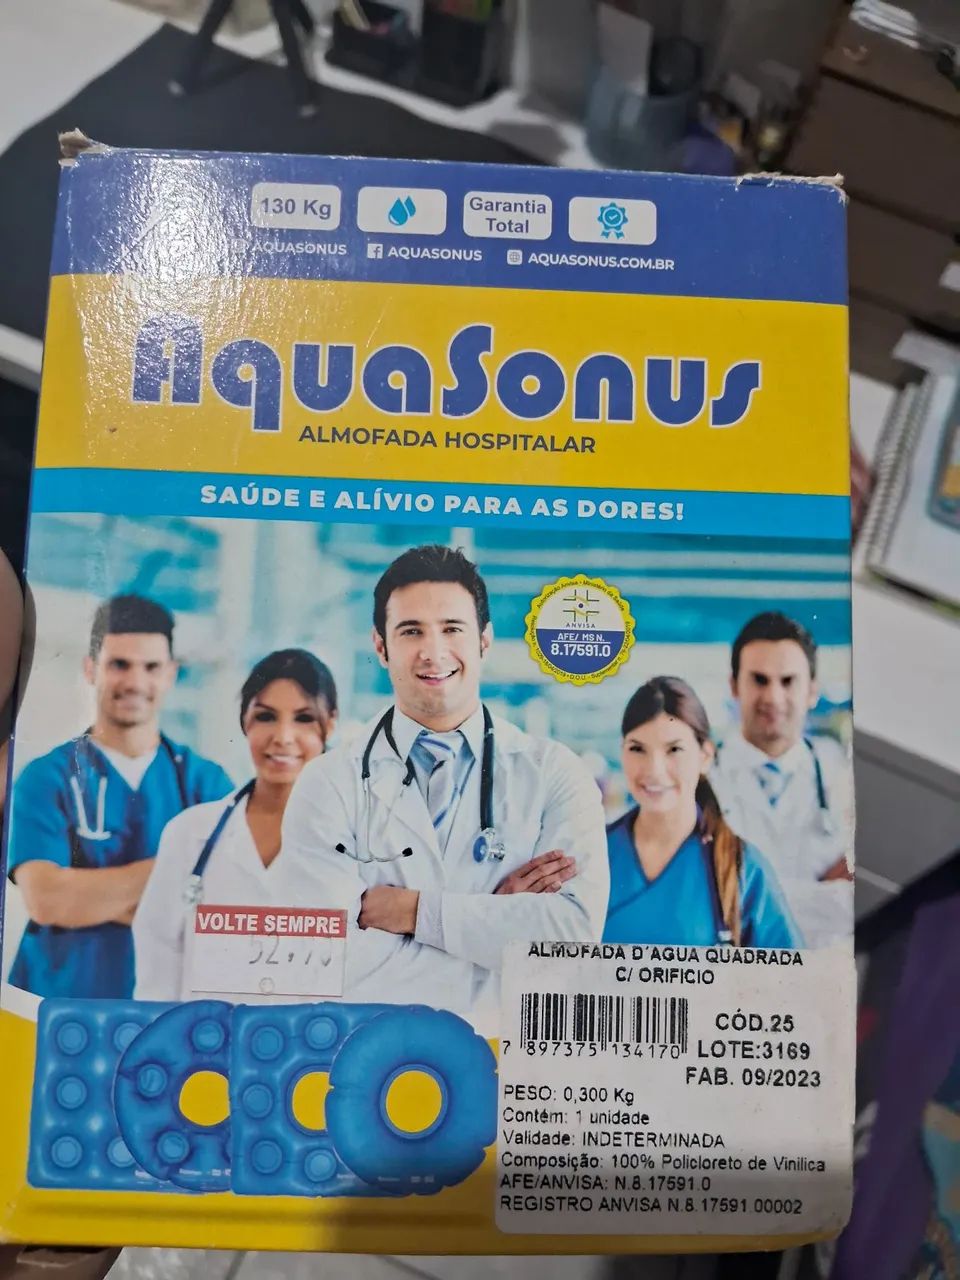 130 Kg
Garantia
Total
AQUASONUS
AQUASONUS
AQUASONUS.COM.BR
AquaSonus
ALMOFADA HOSPITALAR
SAÚDE E ALÍVIO PARA AS DORES!
ANVISA
AFE/ MS N.
8.17591.0
VOLTE SEMPRE
ALMOFADA D'AGUA QUADRADA
C/ ORIFICIO
7 897375 134170
CÓD.25
LOTE:3169
FAB. 09/2023
PESO: 0,300 Kg
Contém: 1 unidade
Validade: INDETERMINADA
Composição: 100% Policloreto de Vinilica
AFE/ANVISA: N.8.17591.0
REGISTRO ANVISA N.8.17591.00002